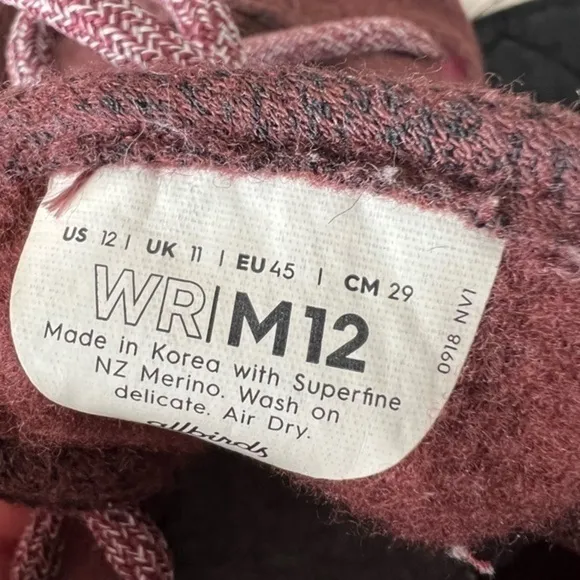 US 12 | UK 11 | EU 45 | CM 29
WR|M12
Made in Korea with Superfine
NZ Merino. Wash on
delicate. Air Dry.
allbirds
0918 NV1